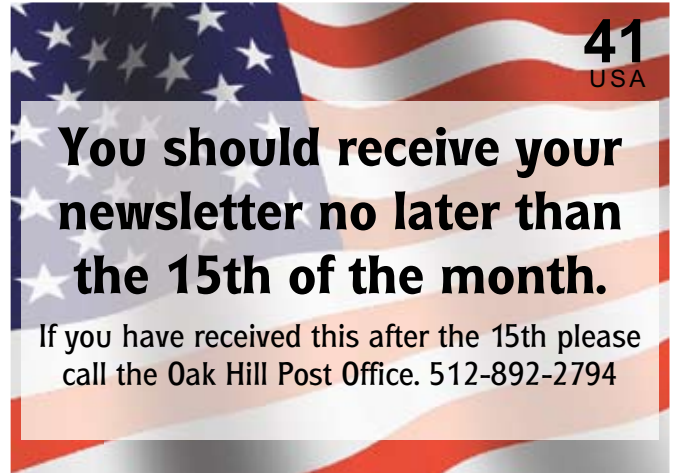 41
USA
You should receive your
newsletter no later than
the 15th of the month.
If you have received this after the 15th please
call the Oak Hill Post Office. 512-892-2794